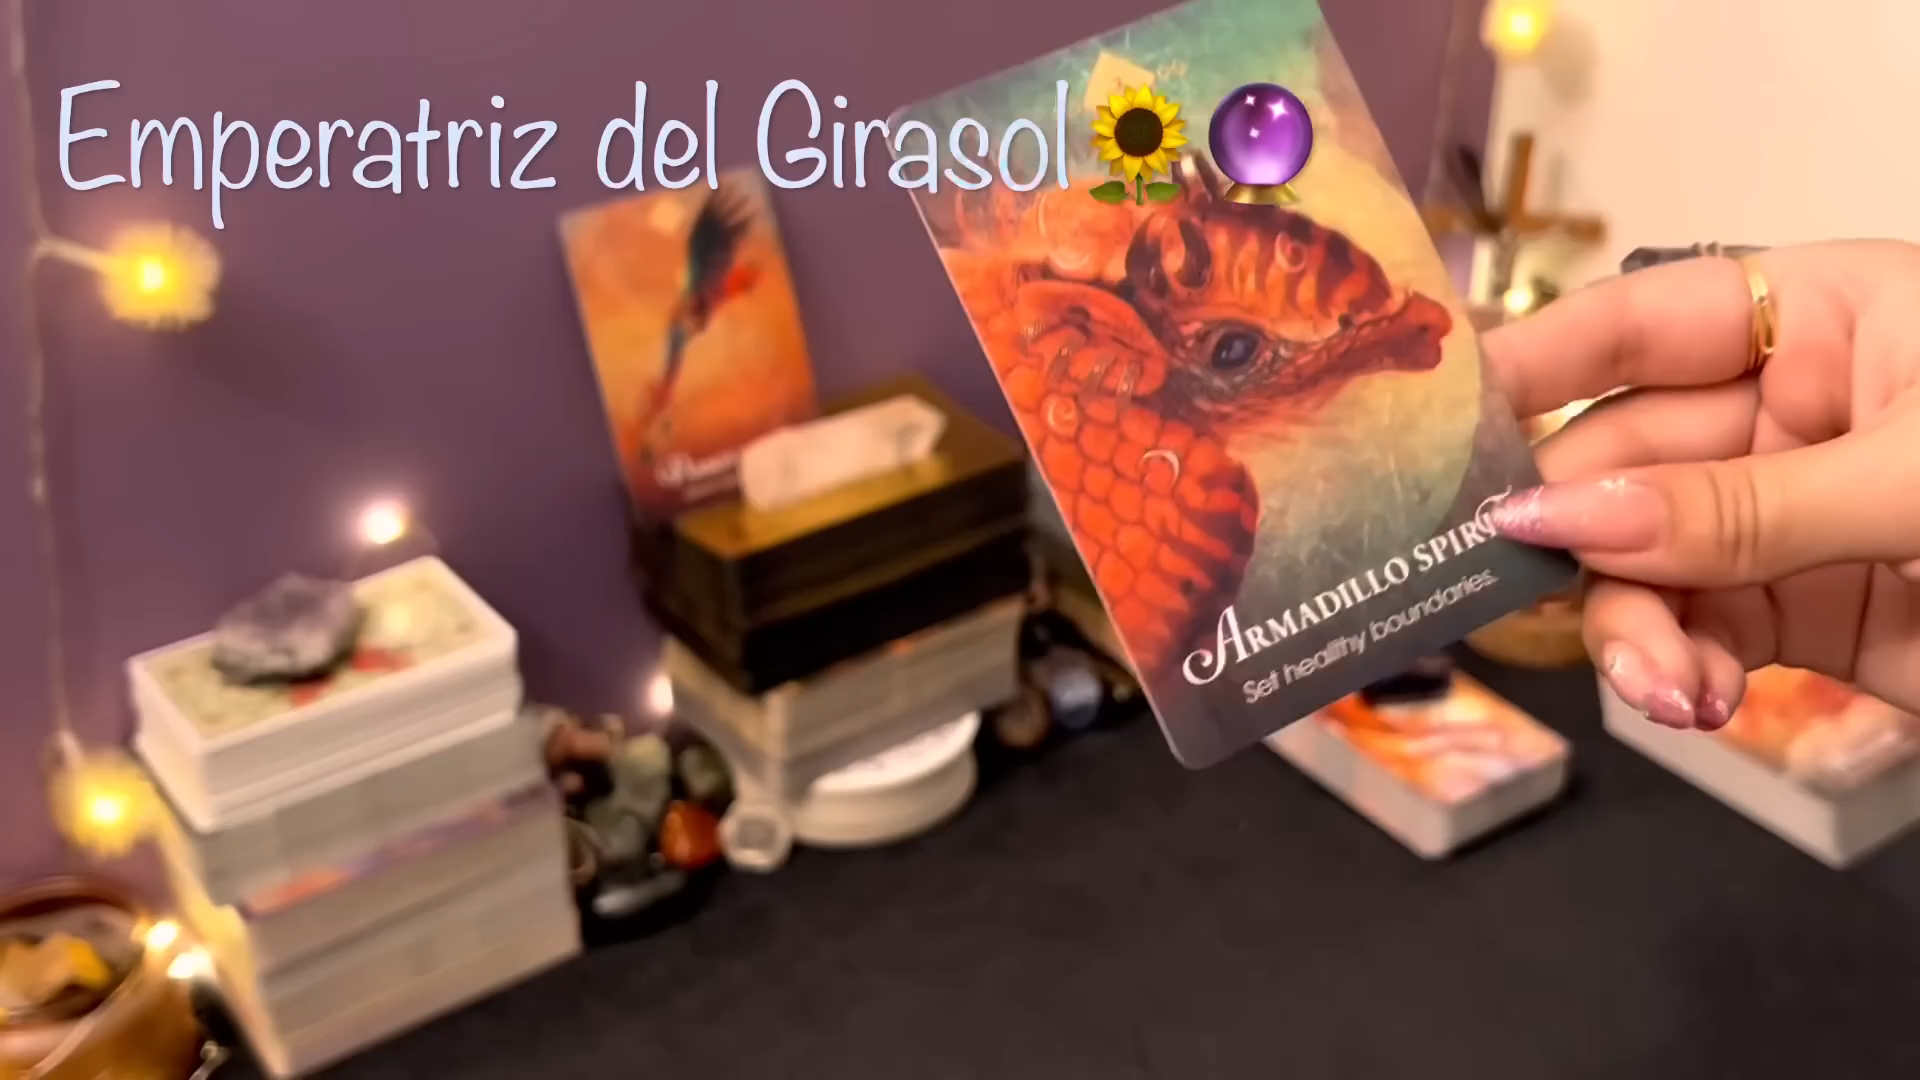 Emperatriz del Girasol🌻🔮
ARMADILLO SPIRIT
Set healthy boundaries.